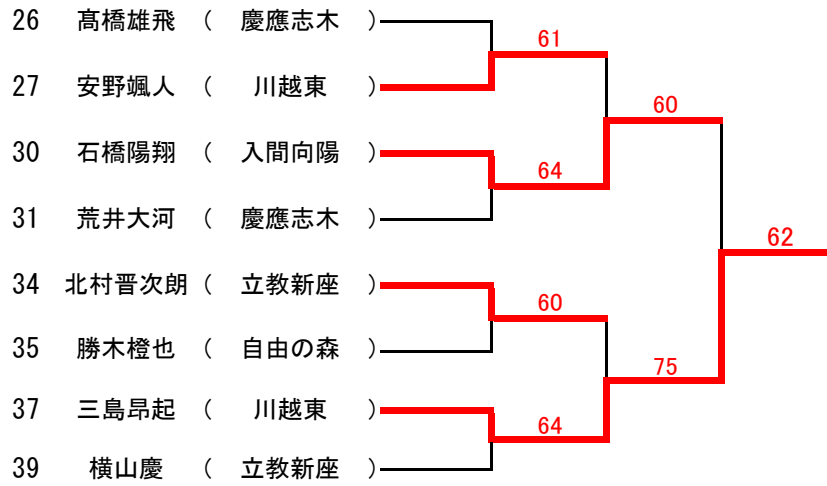 26 髙橋雄飛 ( 慶應志木 )
61
27 安野颯人 ( 川越東 )
60
30 石橋陽翔 ( 入間向陽 )
64
31 荒井大河 ( 慶應志木 )
62
34 北村晋次朗 ( 立教新座 )
60
35 勝木橙也 ( 自由の森 )
75
37 三島昂起 ( 川越東 )
64
39 横山慶 ( 立教新座 )